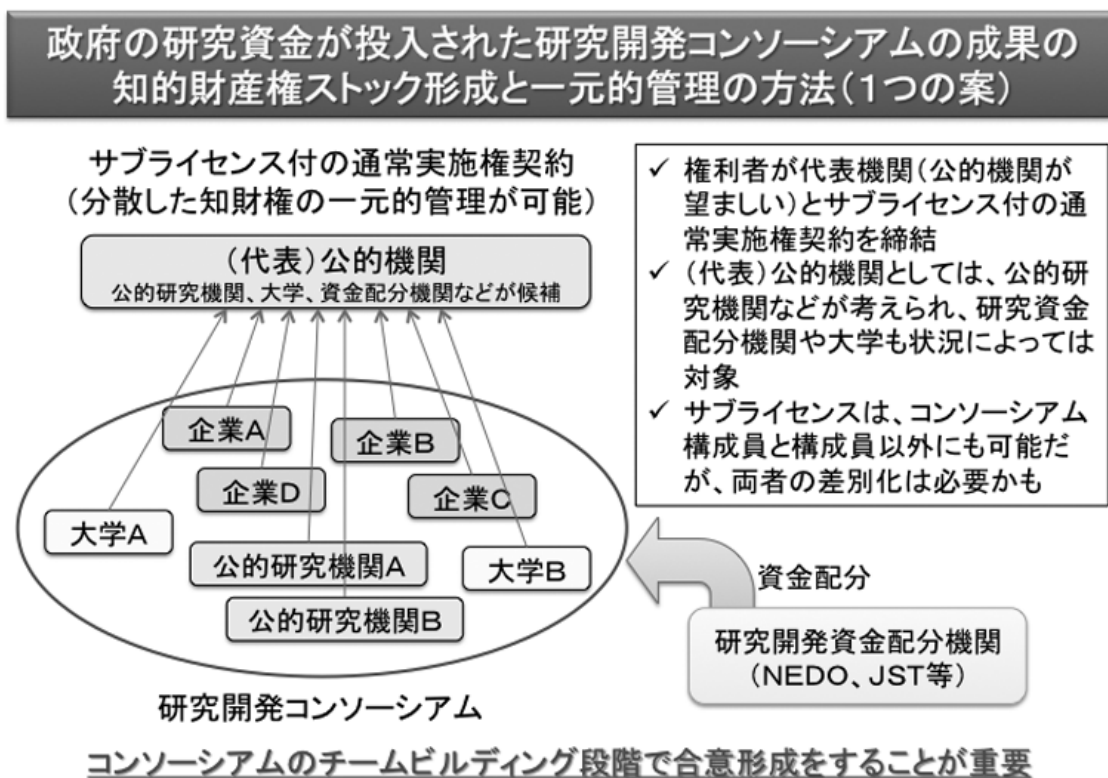 政府の研究資金が投入された研究開発コンソーシアムの成果の
知的財産権ストック形成と一元的管理の方法(1つの案)
サブライセンス付の通常実施権契約
(分散した知財権の一元的管理が可能)
(代表)公的機関
公的研究機関、大学、資金配分機関などが候補
企業A
企業B
企業D
企業C
大学A
公的研究機関A
大学B
公的研究機関B
研究開発コンソーシアム
✓ 権利者が代表機関(公的機関が
望ましい)とサブライセンス付の通
常実施権契約を締結
✓ (代表)公的機関としては、公的研
究機関などが考えられ、研究資金
配分機関や大学も状況によっては
対象
✓ サブライセンスは、コンソーシアム
構成員と構成員以外にも可能だ
が、両者の差別化は必要かも
資金配分
研究開発資金配分機関
(NEDO、JST等)
コンソーシアムのチームビルディング段階で合意形成をすることが重要